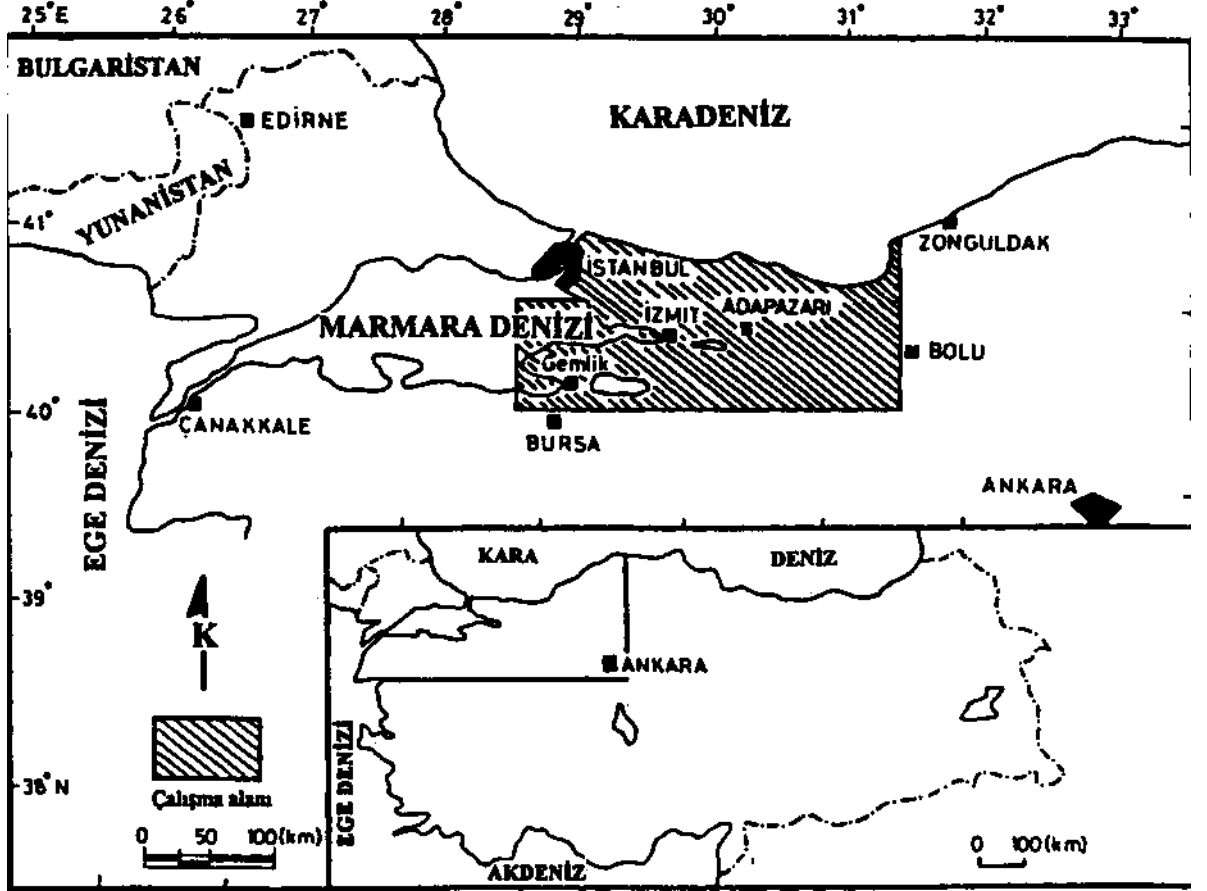 25°E 26 27 28 29 30° 31° 32° 33°
BULGARİSTAN
EDİRNE
KARADENİZ
YUNANİSTAN
41°
ZONGULDAK
İSTANBUL
MARMARA DENİZİ
İZMİT
ADAPAZARI
BOLU
Gemlik
40°
ÇANAKKALE
BURSA
EGE DENİZİ
ANKARA
KARA DENİZ
39°
K
ANKARA
EGE DENİZİ
38°N
Çalışma alanı
0 50 100(km)
0 100(km)
AKDENİZ